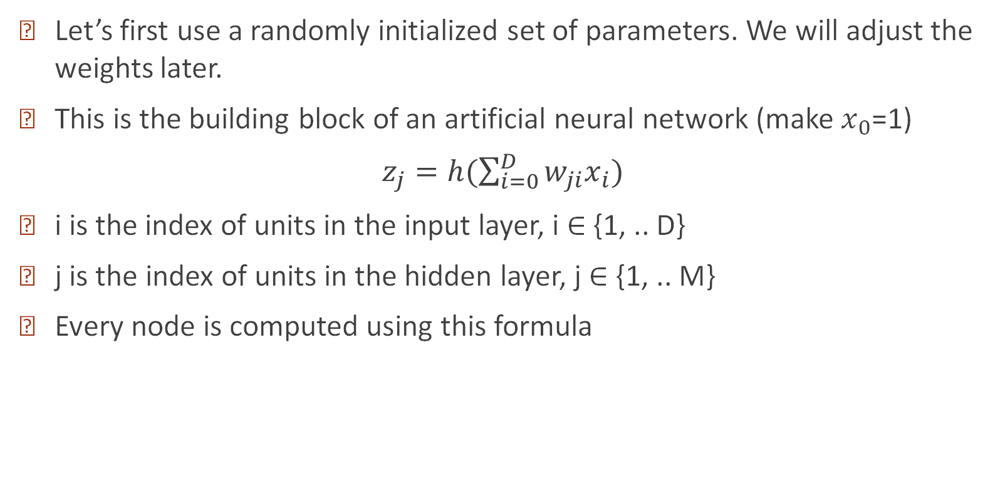 Let’s first use a randomly initialized set of parameters. We will adjust the
weights later.
This is the building block of an artificial neural network (make x₀=1)
z_j = h(∑_{i=0}^{D} w_{ji}x_i)
i is the index of units in the input layer, i ∈ {1, .. D}
j is the index of units in the hidden layer, j ∈ {1, .. M}
Every node is computed using this formula